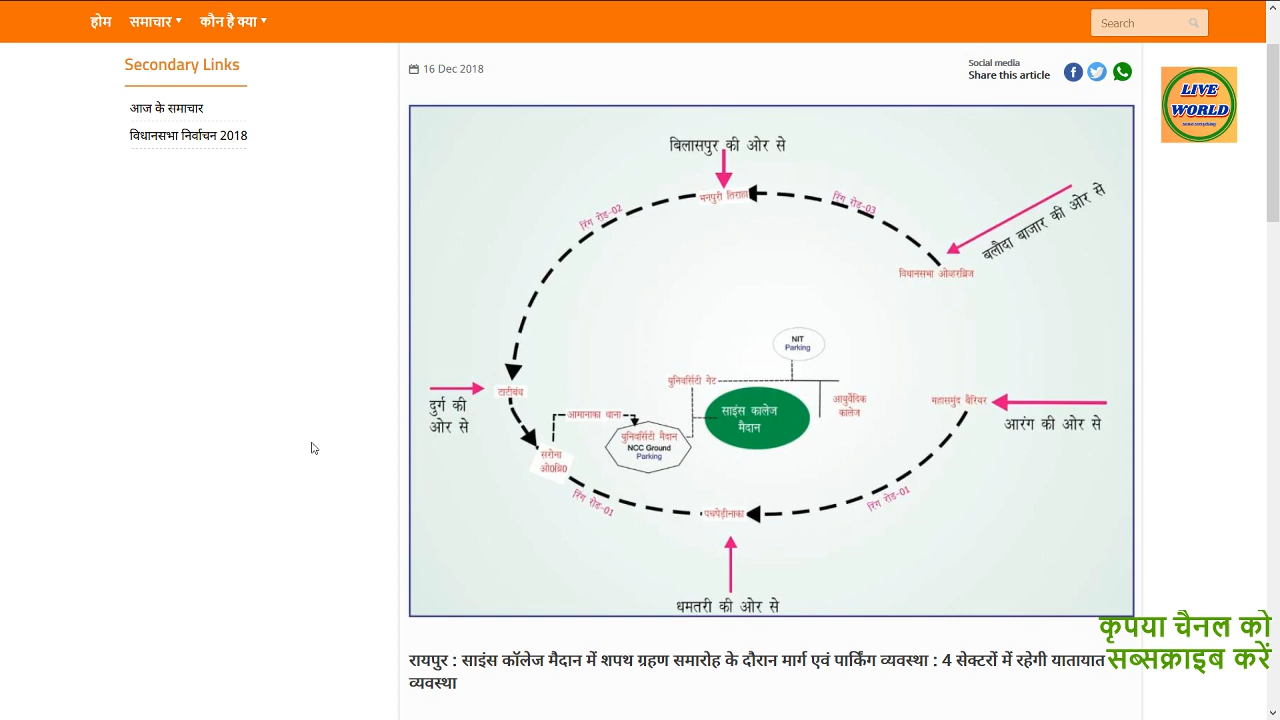 होम समाचार कौन है क्या Search
Secondary Links
आज के समाचार
विधानसभा निर्वाचन 2018
16 Dec 2018
Social media
Share this article
LIVE
WORLD
बिलासपुर की ओर से
भनपुरी तिराहा
रिंग रोड-02
रिंग रोड-03
बलौदा बाजार की ओर से
विधानसभा ओव्हरब्रिज
NIT
Parking
युनिवर्सिटी गेट
टाटीबंध
दुर्ग की
ओर से
आमानाका थाना
साइंस कालेज
मैदान
आयुर्वेदिक
कालेज
महासमुंद बैरियर
आरंग की ओर से
युनिवर्सिटी मैदान
NCC Ground
Parking
सरोना
ओ0ब्रि0
रिंग रोड-01
पचपेड़ीनाका
रिंग रोड-01
धमतरी की ओर से
कृपया चैनल को
सब्सक्राइब करें
रायपुर : साइंस कॉलेज मैदान में शपथ ग्रहण समारोह के दौरान मार्ग एवं पार्किंग व्यवस्था : 4 सेक्टरों में रहेगी यातायात
व्यवस्था